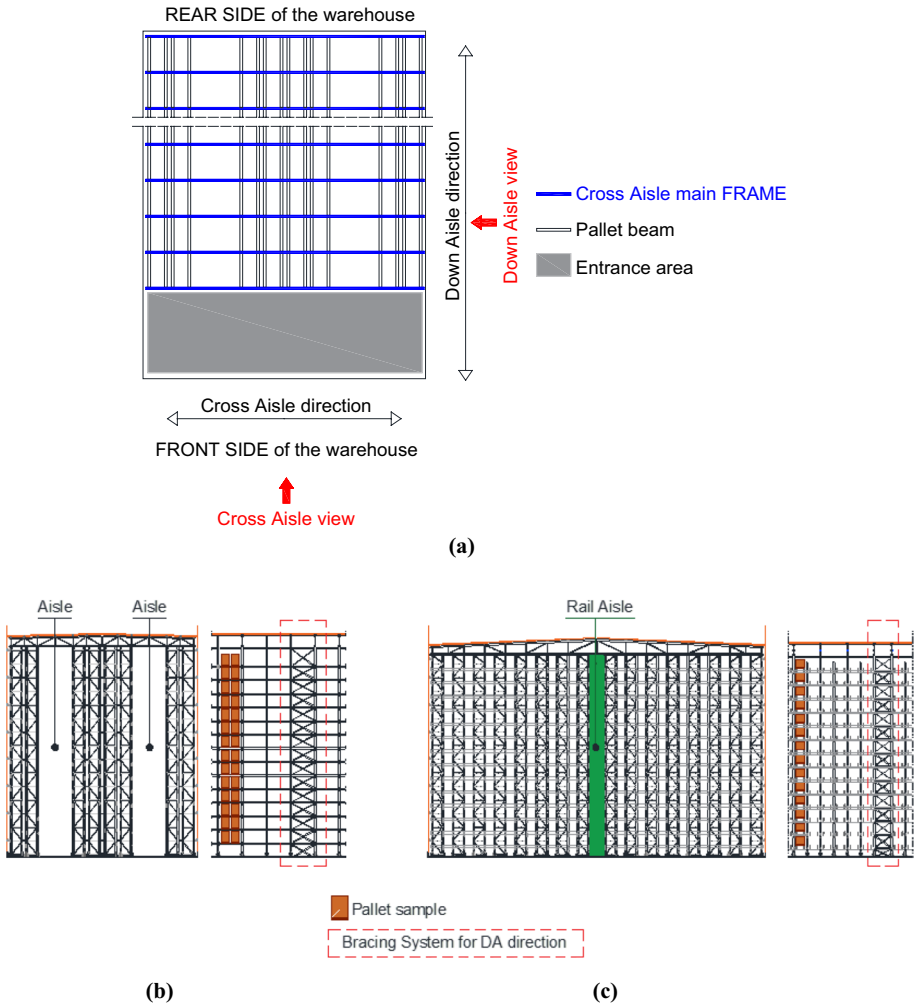 REAR SIDE of the warehouse
Down Aisle direction
Down Aisle view
Cross Aisle main FRAME
Pallet beam
Entrance area
Cross Aisle direction
FRONT SIDE of the warehouse
Cross Aisle view
(a)
Aisle
Aisle
Rail Aisle
Pallet sample
Bracing System for DA direction
(b)
(c)